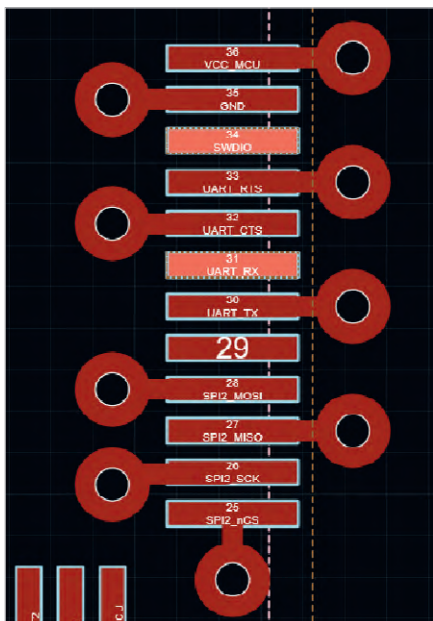 36
VCC_MCU
35
GND
34
SWDIO
33
UART_RTS
32
UART_CTS
31
UART_RX
30
UART_TX
29
28
SPI2_MOSI
27
SPI2_MISO
26
SPI2_SCK
25
SPI2_nCS